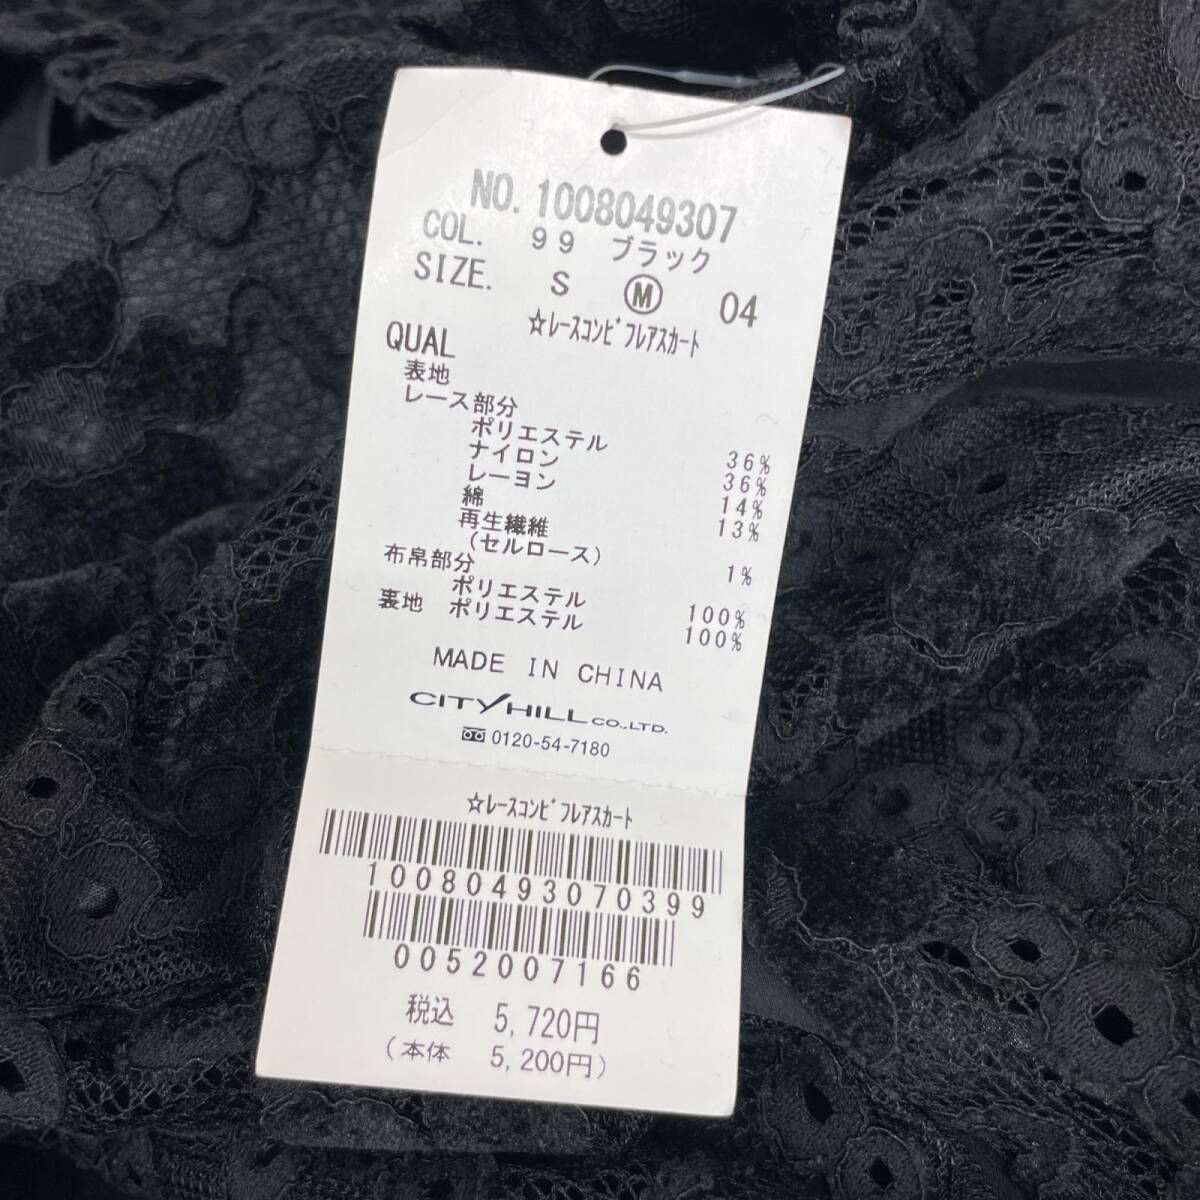 NO. 1008049307
COL. 99 ブラック
SIZE. S Ⓜ 04
☆レースコンビフレアスカート
QUAL
表地
レース部分
ポリエステル 36%
ナイロン 36%
レーヨン 14%
綿 13%
再生繊維
(セルロース) 1%
布帛部分
ポリエステル 100%
裏地 ポリエステル 100%
MADE IN CHINA
CITY HILL CO.,LTD.
0120-54-7180
☆レースコンビフレアスカート
10080493070399
0052007166
税込 5,720円
(本体 5,200円)